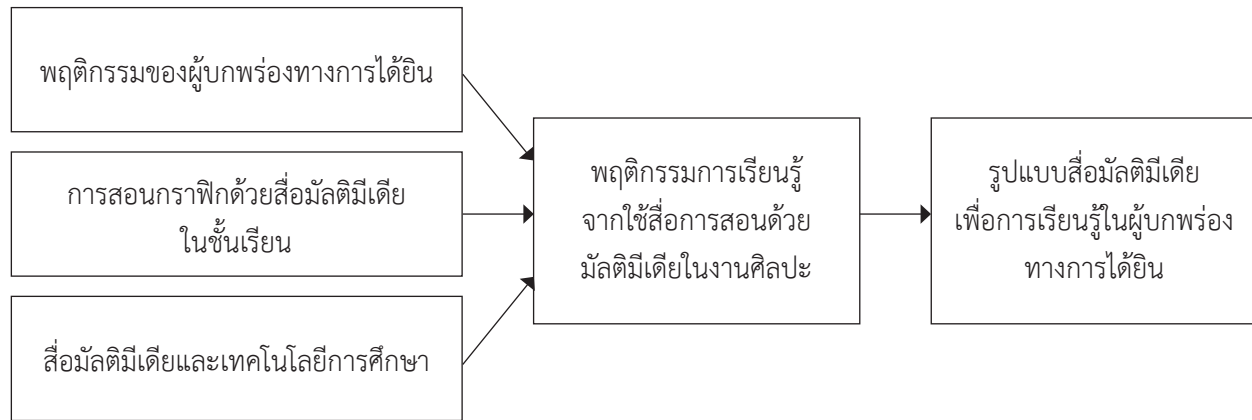 พฤติกรรมของผู้บกพร่องทางการได้ยิน
การสอนกราฟิกด้วยสื่อมัลติมีเดีย
ในชั้นเรียน
สื่อมัลติมีเดียและเทคโนโลยีการศึกษา
พฤติกรรมการเรียนรู้
จากใช้สื่อการสอนด้วย
มัลติมีเดียในงานศิลปะ
รูปแบบสื่อมัลติมีเดีย
เพื่อการเรียนรู้ในผู้บกพร่อง
ทางการได้ยิน